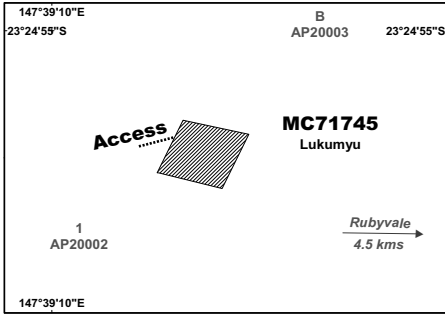 147°39'10"E
23°24'55"S
B
AP20003
23°24'55"S
Access
MC71745
Lukumyu
1
AP20002
Rubyvale
4.5 kms
147°39'10"E